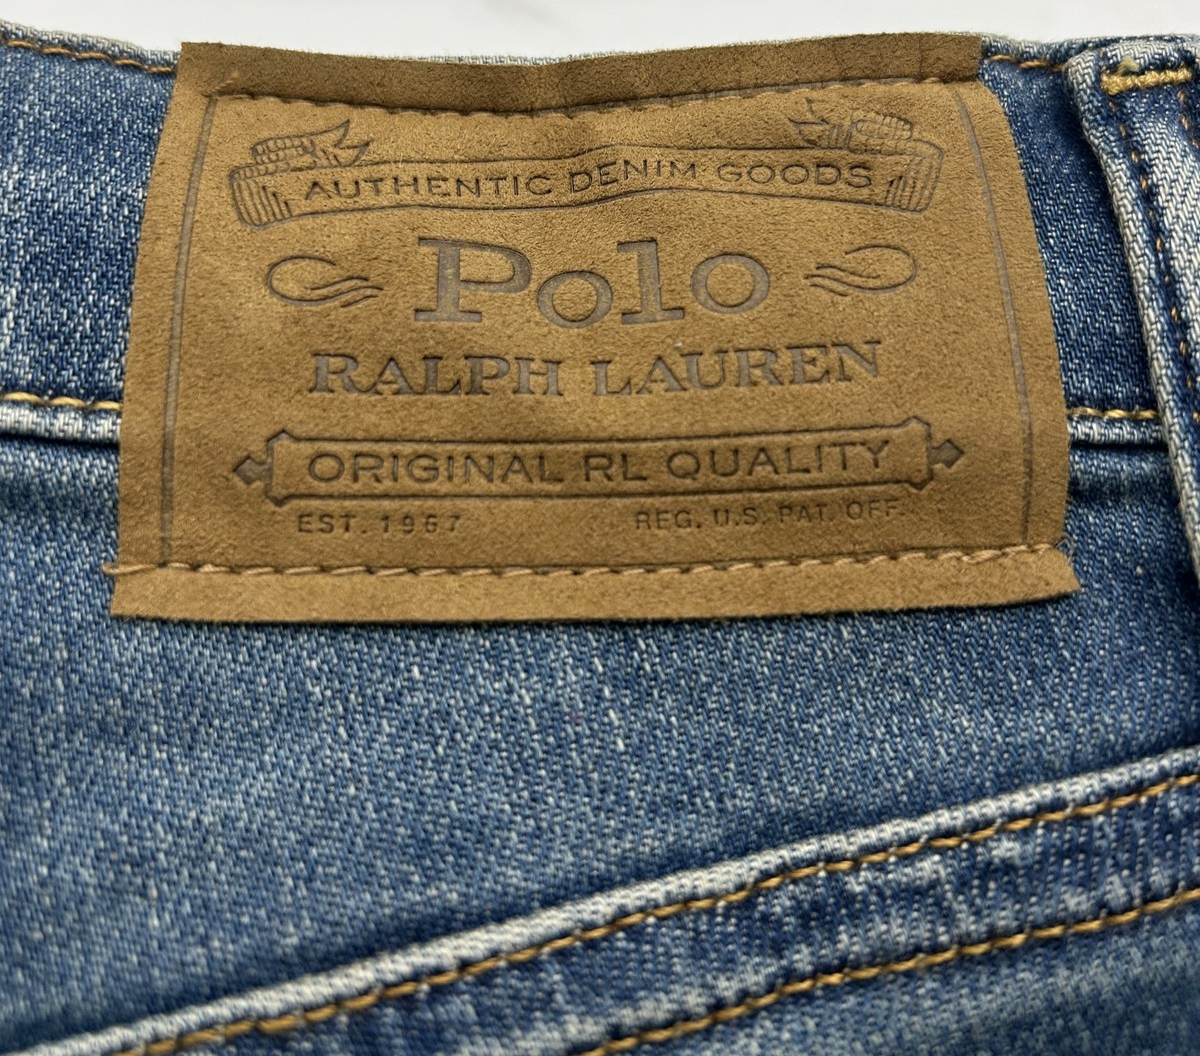 AUTHENTIC DENIM GOODS
Polo
RALPH LAUREN
ORIGINAL RL QUALITY
EST. 1967 REG. U.S. PAT. OFF.